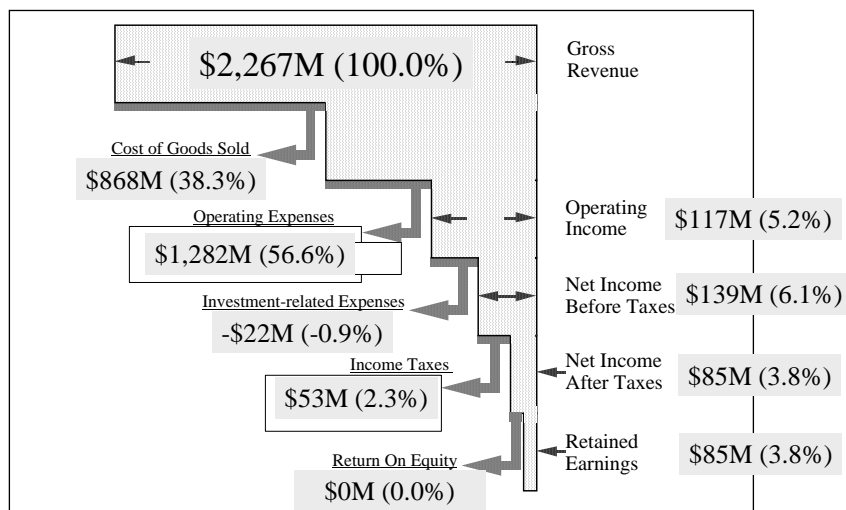 $2,267M (100.0%)
Gross
Revenue
Cost of Goods Sold
$868M (38.3%)
Operating Expenses
$1,282M (56.6%)
Operating
Income
$117M (5.2%)
Investment-related Expenses
-$22M (-0.9%)
Net Income
Before Taxes
$139M (6.1%)
Income Taxes
$53M (2.3%)
Net Income
After Taxes
$85M (3.8%)
Return On Equity
$0M (0.0%)
Retained
Earnings
$85M (3.8%)